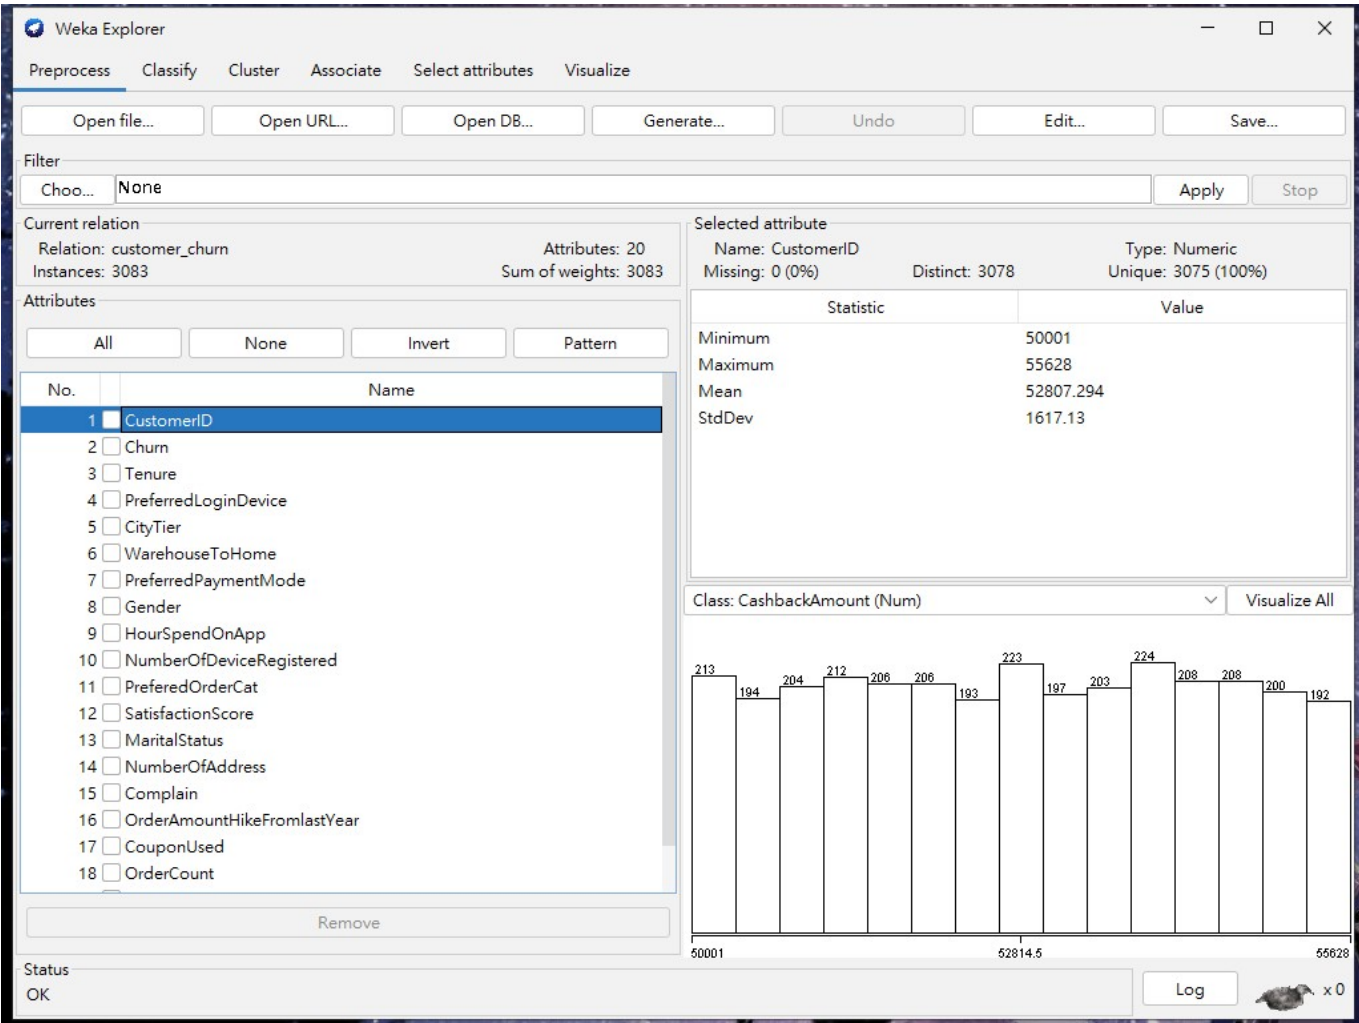 Weka Explorer
Preprocess Classify Cluster Associate Select attributes Visualize
Open file... Open URL... Open DB... Generate... Undo Edit... Save...
Filter
Choo... None Apply Stop
Current relation
Relation: customer_churn Attributes: 20
Instances: 3083 Sum of weights: 3083
Attributes
All None Invert Pattern
No. Name
1 CustomerID
2 Churn
3 Tenure
4 PreferredLoginDevice
5 CityTier
6 WarehouseToHome
7 PreferredPaymentMode
8 Gender
9 HourSpendOnApp
10 NumberOfDeviceRegistered
11 PreferedOrderCat
12 SatisfactionScore
13 MaritalStatus
14 NumberOfAddress
15 Complain
16 OrderAmountHikeFromlastYear
17 CouponUsed
18 OrderCount
Remove
Selected attribute
Name: CustomerID Type: Numeric
Missing: 0 (0%) Distinct: 3078 Unique: 3075 (100%)
Statistic Value
Minimum 50001
Maximum 55628
Mean 52807.294
StdDev 1617.13
Class: CashbackAmount (Num) Visualize All
213 194 204 212 206 206 193 223 197 203 224 208 208 200 192
50001 52814.5 55628
Status
OK
Log x 0